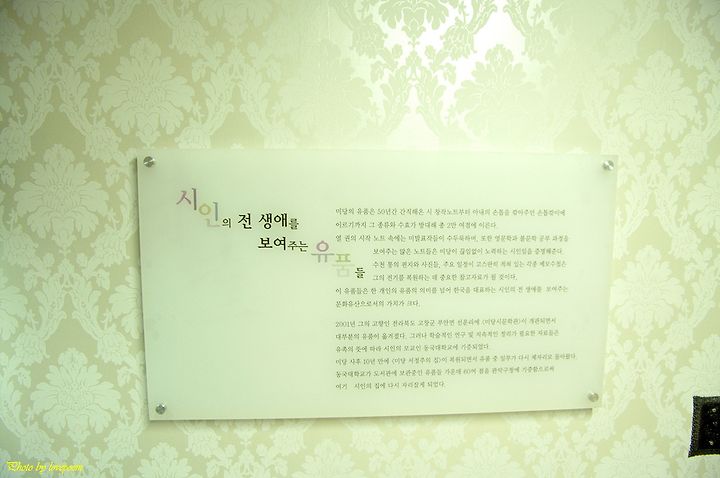 시인의 전 생애를
보여주는 유품들
미당의 유품은 50년간 간직해온 시 창작노트부터 아내의 손톱을 깎아주던 손톱깎이에
이르기까지 그 종류와 수효가 방대해 총 2만 여점에 이른다.
열 권의 시작 노트 속에는 미발표작들이 수두룩하며, 또한 영문학과 불문학 공부 과정을
보여주는 많은 노트들은 미당이 끊임없이 노력하는 시인임을 증명해준다.
수천 통의 편지와 사진들, 주요 일정이 고스란히 적혀 있는 각종 메모수첩은
그의 전기를 복원하는 데 중요한 참고자료가 될 것이다.
이 유품들은 한 개인의 유품의 의미를 넘어 한국을 대표하는 시인의 전 생애를 보여주는
문화유산으로서의 가치가 크다.
2001년 그의 고향인 전라북도 고창군 부안면 선운리에 <미당시문학관>이 개관되면서
대부분의 유품이 옮겨졌다. 그러나 학술적인 연구 및 지속적인 정리가 필요한 자료들은
유족의 뜻에 따라 시인의 모교인 동국대학교에 기증되었다.
미당 사후 10년 만에 <미당 서정주의 집>이 복원되면서 유품 중 일부가 다시 제자리로 돌아왔다.
동국대학교가 도서관에 보관중인 유품들 가운데 60여 점을 관악구청에 기증함으로써
여기 시인의 집에 다시 자리잡게 되었다.
Photo by lovepoem